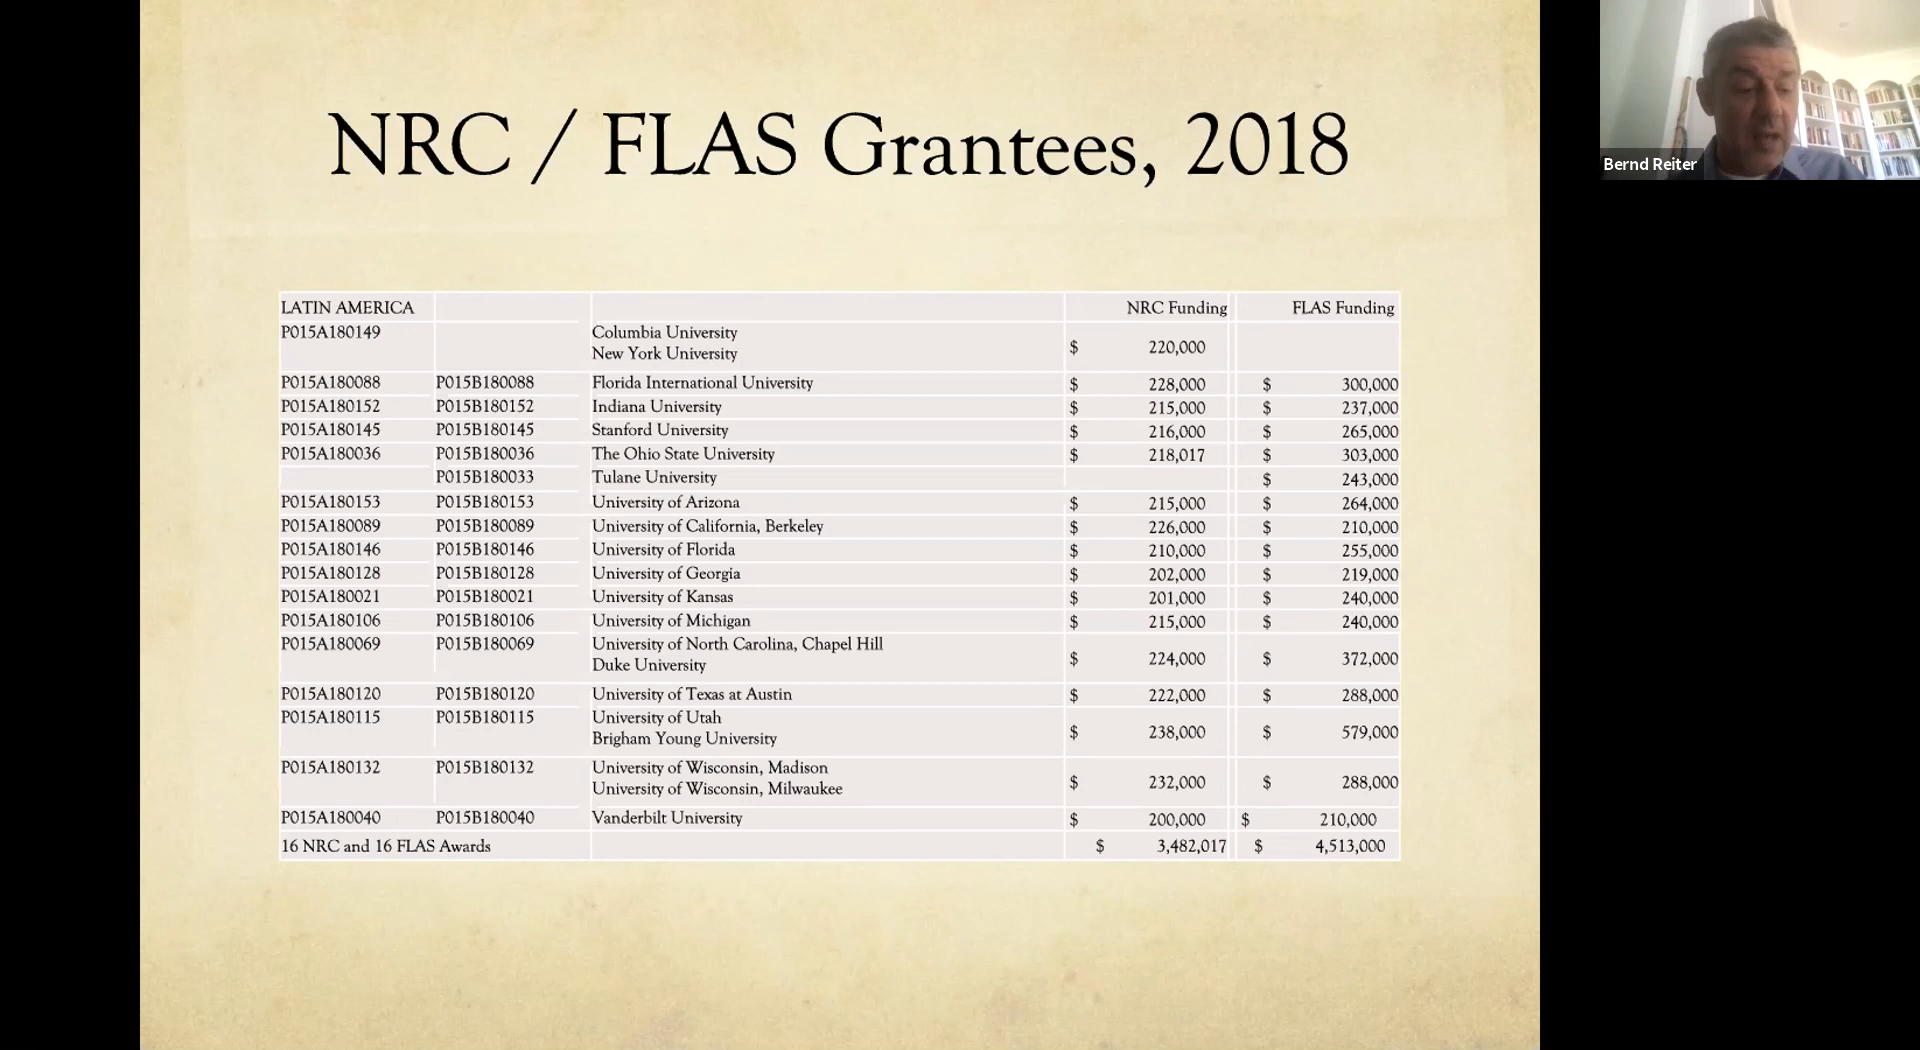 NRC / FLAS Grantees, 2018
Bernd Reiter
LATIN AMERICA NRC Funding FLAS Funding
P015A180149 Columbia University
New York University $ 220,000
P015A180088 P015B180088 Florida International University $ 228,000 $ 300,000
P015A180152 P015B180152 Indiana University $ 215,000 $ 237,000
P015A180145 P015B180145 Stanford University $ 216,000 $ 265,000
P015A180036 P015B180036 The Ohio State University $ 218,017 $ 303,000
P015B180033 Tulane University $ 243,000
P015A180153 P015B180153 University of Arizona $ 215,000 $ 264,000
P015A180089 P015B180089 University of California, Berkeley $ 226,000 $ 210,000
P015A180146 P015B180146 University of Florida $ 210,000 $ 255,000
P015A180128 P015B180128 University of Georgia $ 202,000 $ 219,000
P015A180021 P015B180021 University of Kansas $ 201,000 $ 240,000
P015A180106 P015B180106 University of Michigan $ 215,000 $ 240,000
P015A180069 P015B180069 University of North Carolina, Chapel Hill
Duke University $ 224,000 $ 372,000
P015A180120 P015B180120 University of Texas at Austin $ 222,000 $ 288,000
P015A180115 P015B180115 University of Utah
Brigham Young University $ 238,000 $ 579,000
P015A180132 P015B180132 University of Wisconsin, Madison
University of Wisconsin, Milwaukee $ 232,000 $ 288,000
P015A180040 P015B180040 Vanderbilt University $ 200,000 $ 210,000
16 NRC and 16 FLAS Awards $ 3,482,017 $ 4,513,000